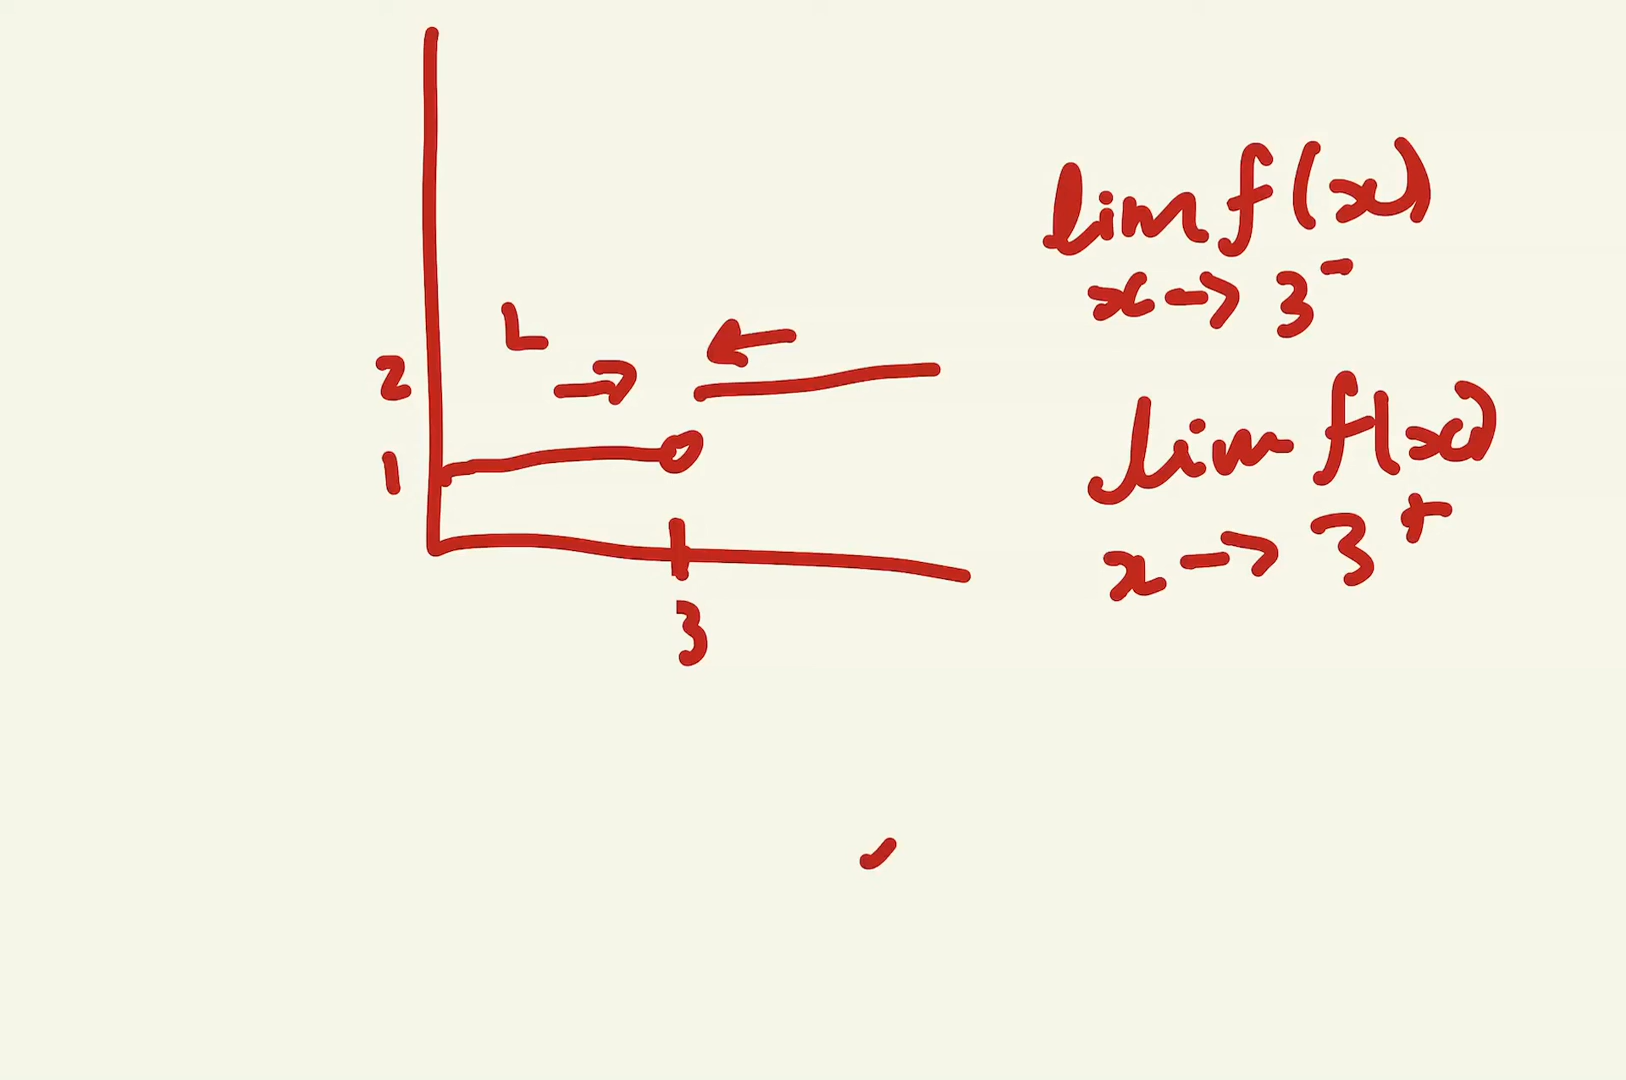 lim f(x)
x → 3⁻
L
2
lim f(x)
1
x → 3⁺
3